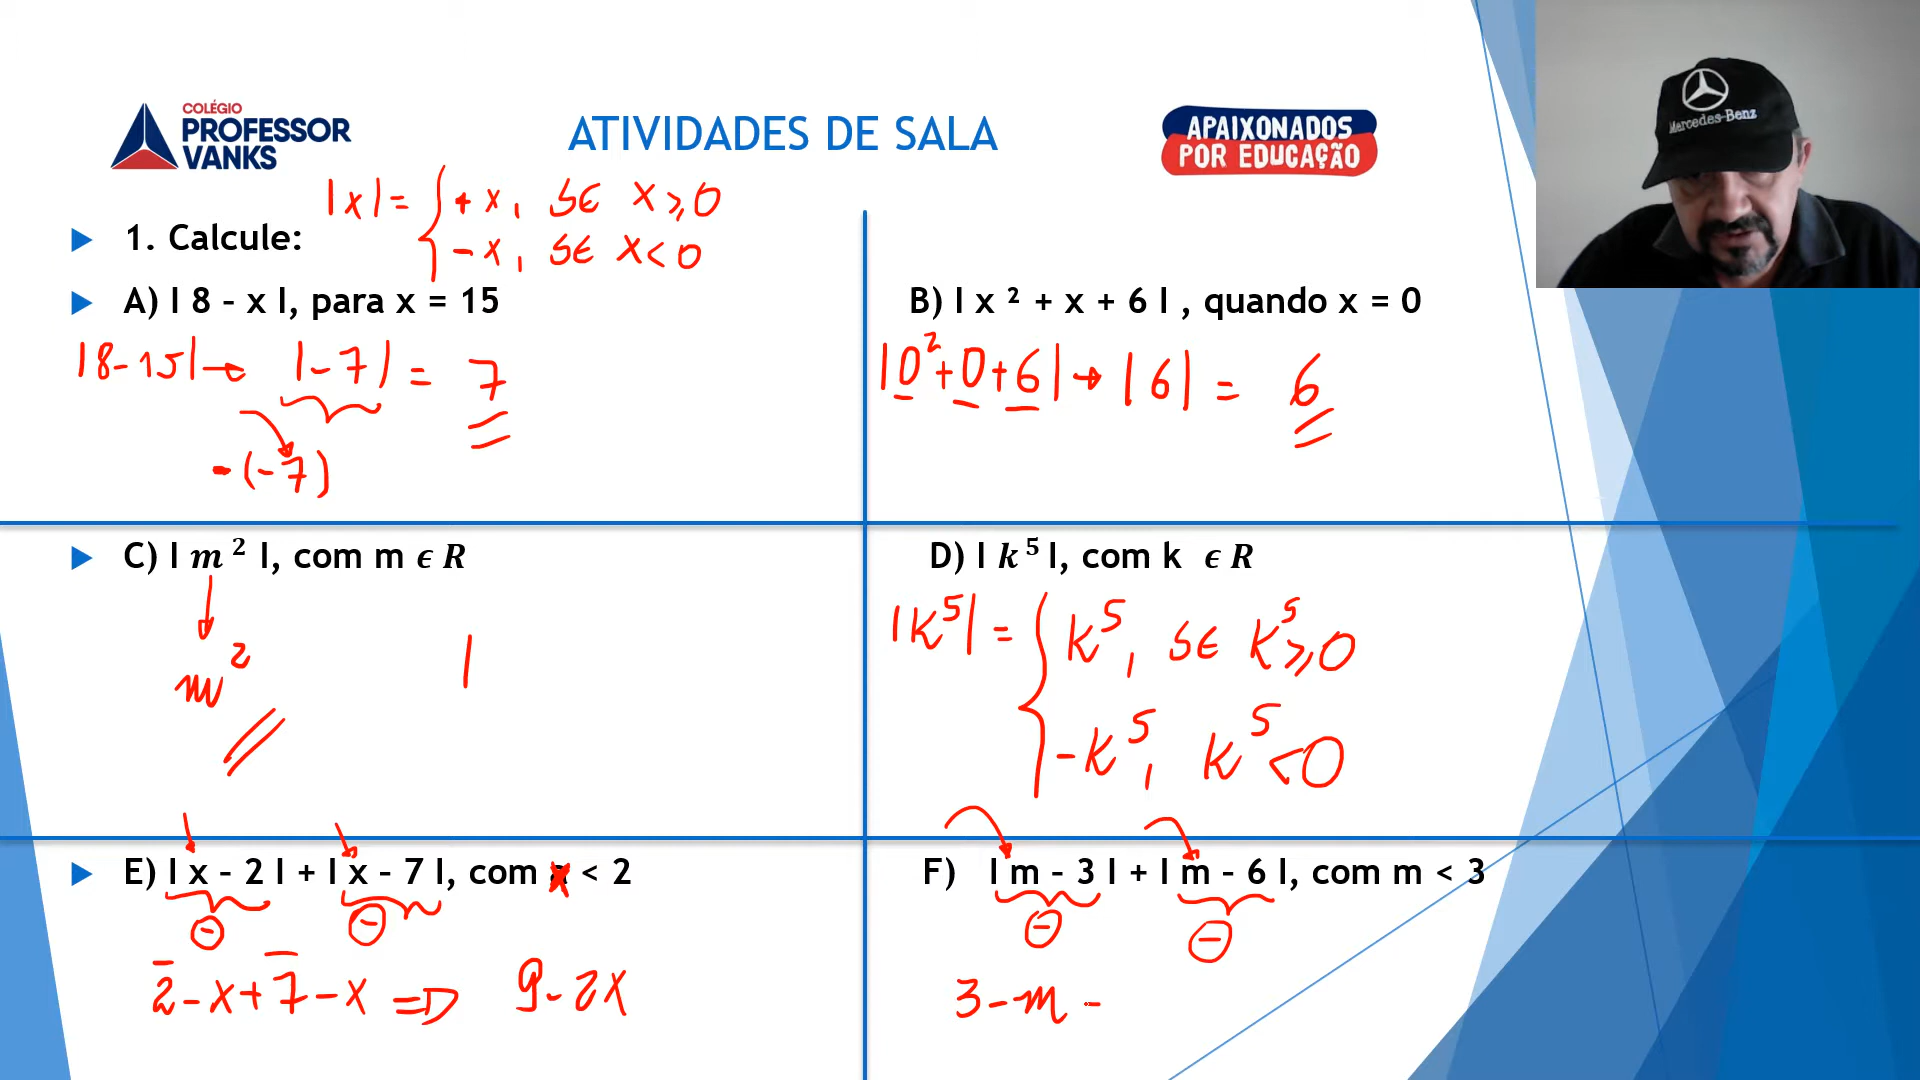 COLÉGIO
PROFESSOR
VANKS
ATIVIDADES DE SALA
APAIXONADOS
POR EDUCAÇÃO
Mercedes-Benz
|x| = { + x, SE x ≥ 0
- x, SE x < 0
1. Calcule:
A) l 8 – x l, para x = 15
|8-15| → |-7| = 7
-(-7)
B) l x ² + x + 6 l , quando x = 0
|0²+0+6| → |6| = 6
C) l m ² l, com m ϵ R
m²
|
D) l k ⁵ l, com k ϵ R
|K⁵| = { K⁵, SE K⁵ ≥ 0
-K⁵, K⁵ < 0
E) l x – 2 l + l x – 7 l, com x < 2
⊖ ⊖
2 - x + 7 - x ⇒ 9 - 2x
F) l m – 3 l + l m – 6 l, com m < 3
⊖ ⊖
3 - m -